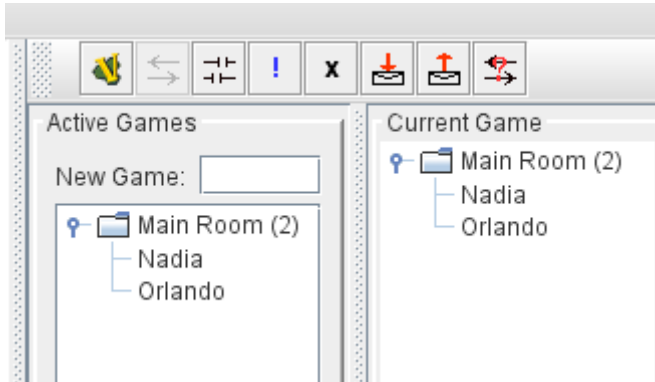 ! x ?
Active Games
New Game:
Main Room (2)
Nadia
Orlando
Current Game
Main Room (2)
Nadia
Orlando